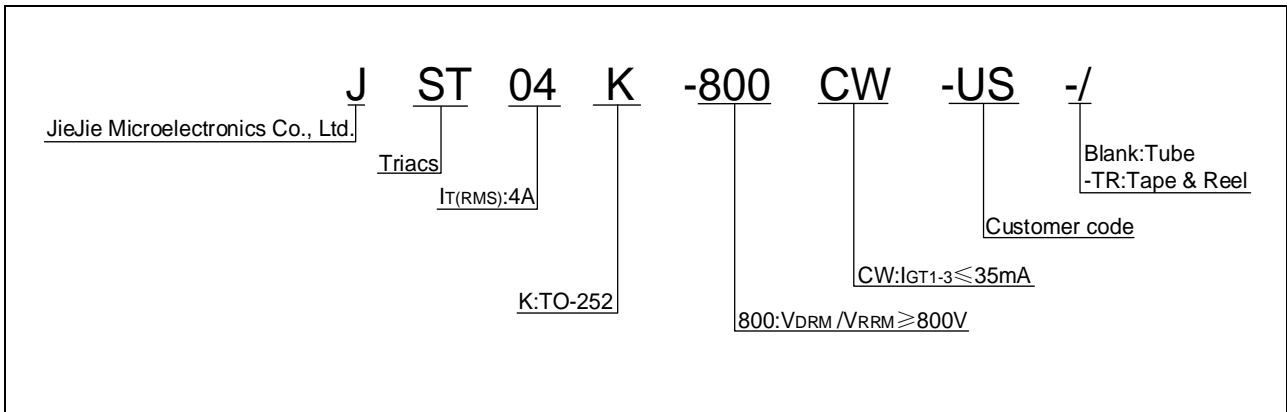 J ST 04 K -800 CW -US -/
JieJie Microelectronics Co., Ltd.
Triacs
IT(RMS):4A
K:TO-252
800:VDRM /VRRM≥800V
CW:IGT1-3≤35mA
Customer code
Blank:Tube
-TR:Tape & Reel